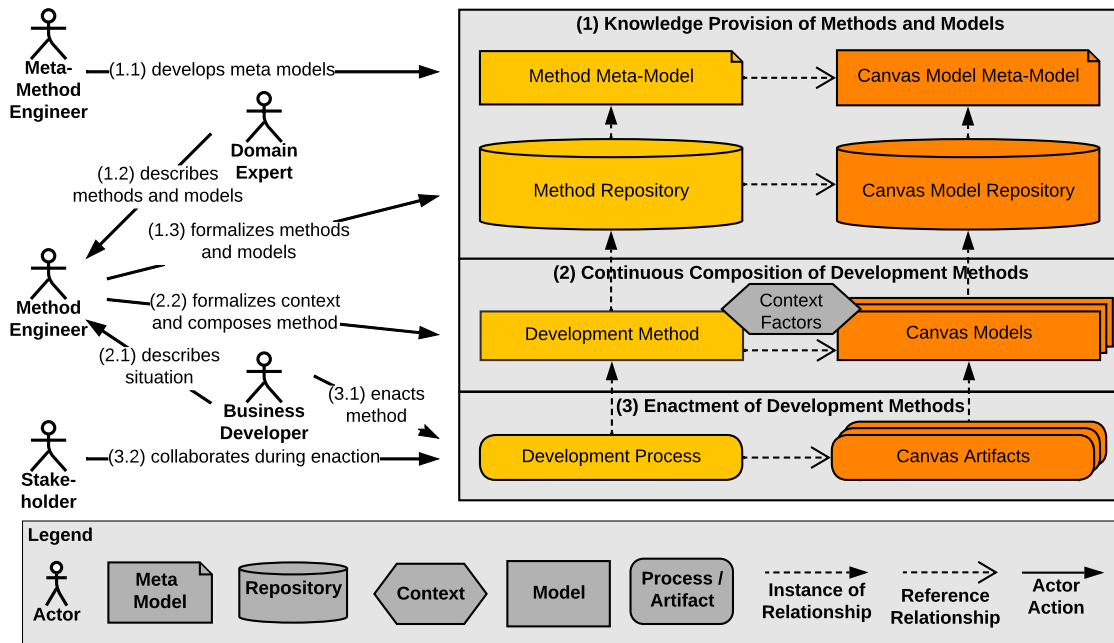 Meta-
Method
Engineer
(1.1) develops meta models
Domain
Expert
(1.2) describes
methods and models
(1.3) formalizes methods
and models
Method
Engineer
(2.2) formalizes context
and composes method
(2.1) describes
situation
Business
Developer
(3.1) enacts
method
Stake-
holder
(3.2) collaborates during enaction
(1) Knowledge Provision of Methods and Models
Method Meta-Model
Canvas Model Meta-Model
Method Repository
Canvas Model Repository
(2) Continuous Composition of Development Methods
Context
Factors
Development Method
Canvas Models
(3) Enactment of Development Methods
Development Process
Canvas Artifacts
Legend
Actor
Meta
Model
Repository
Context
Model
Process /
Artifact
Instance of
Relationship
Reference
Relationship
Actor
Action